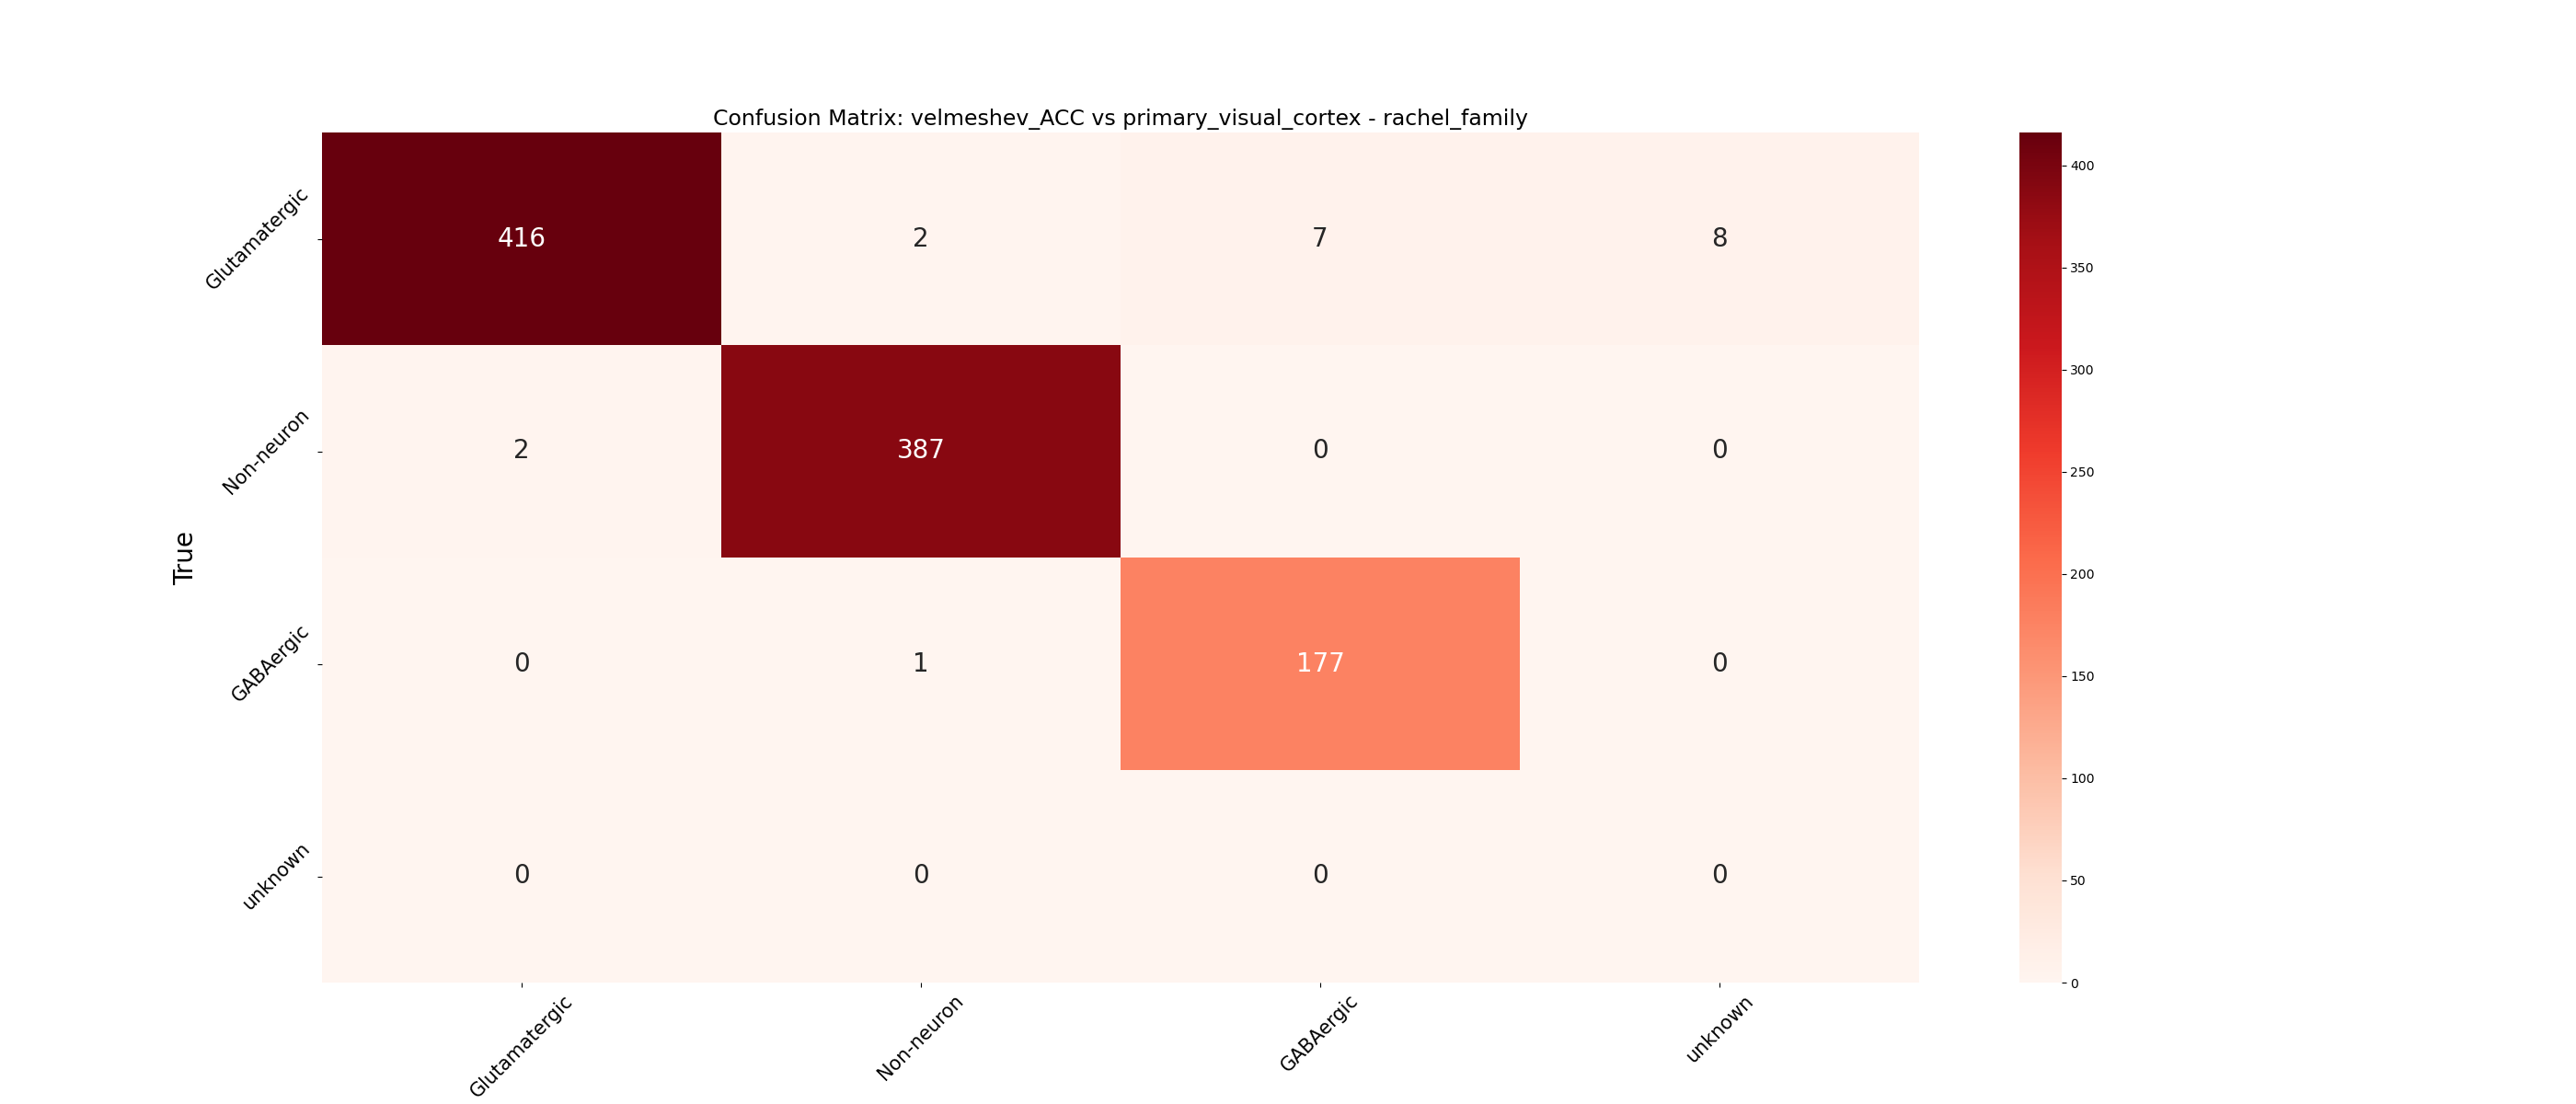 Confusion Matrix: velmeshev_ACC vs primary_visual_cortex - rachel_family
True
Glutamatergic
416 2 7 8
Non-neuron
2 387 0 0
GABAergic
0 1 177 0
unknown
0 0 0 0
Glutamatergic Non-neuron GABAergic unknown
400
350
300
250
200
150
100
50
0